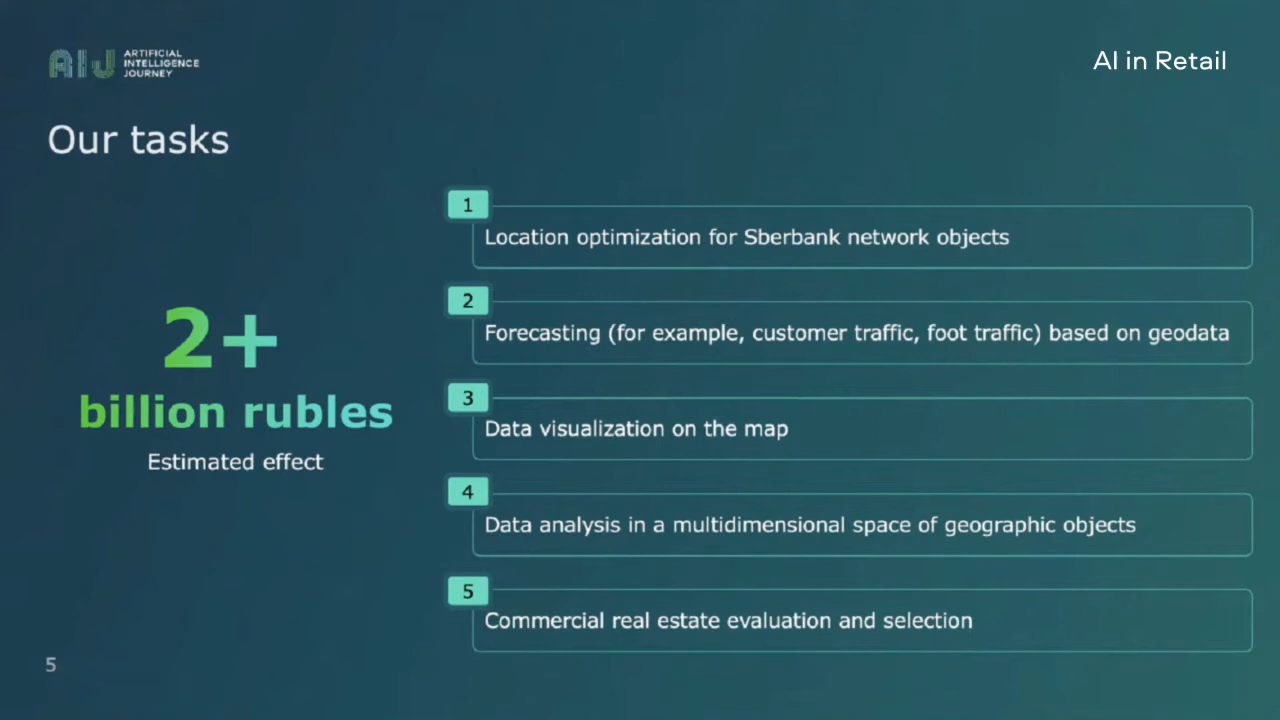 AIJ ARTIFICIAL
INTELLIGENCE
JOURNEY
AI in Retail
Our tasks
2+
billion rubles
Estimated effect
1
Location optimization for Sberbank network objects
2
Forecasting (for example, customer traffic, foot traffic) based on geodata
3
Data visualization on the map
4
Data analysis in a multidimensional space of geographic objects
5
Commercial real estate evaluation and selection
5